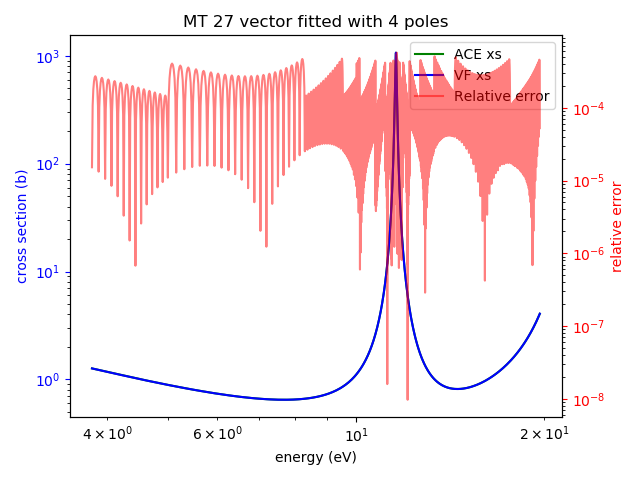 MT 27 vector fitted with 4 poles
ACE xs
VF xs
Relative error
cross section (b)
10³
10²
10¹
10⁰
relative error
10⁻⁴
10⁻⁵
10⁻⁶
10⁻⁷
10⁻⁸
4 × 10⁰
6 × 10⁰
10¹
2 × 10¹
energy (eV)